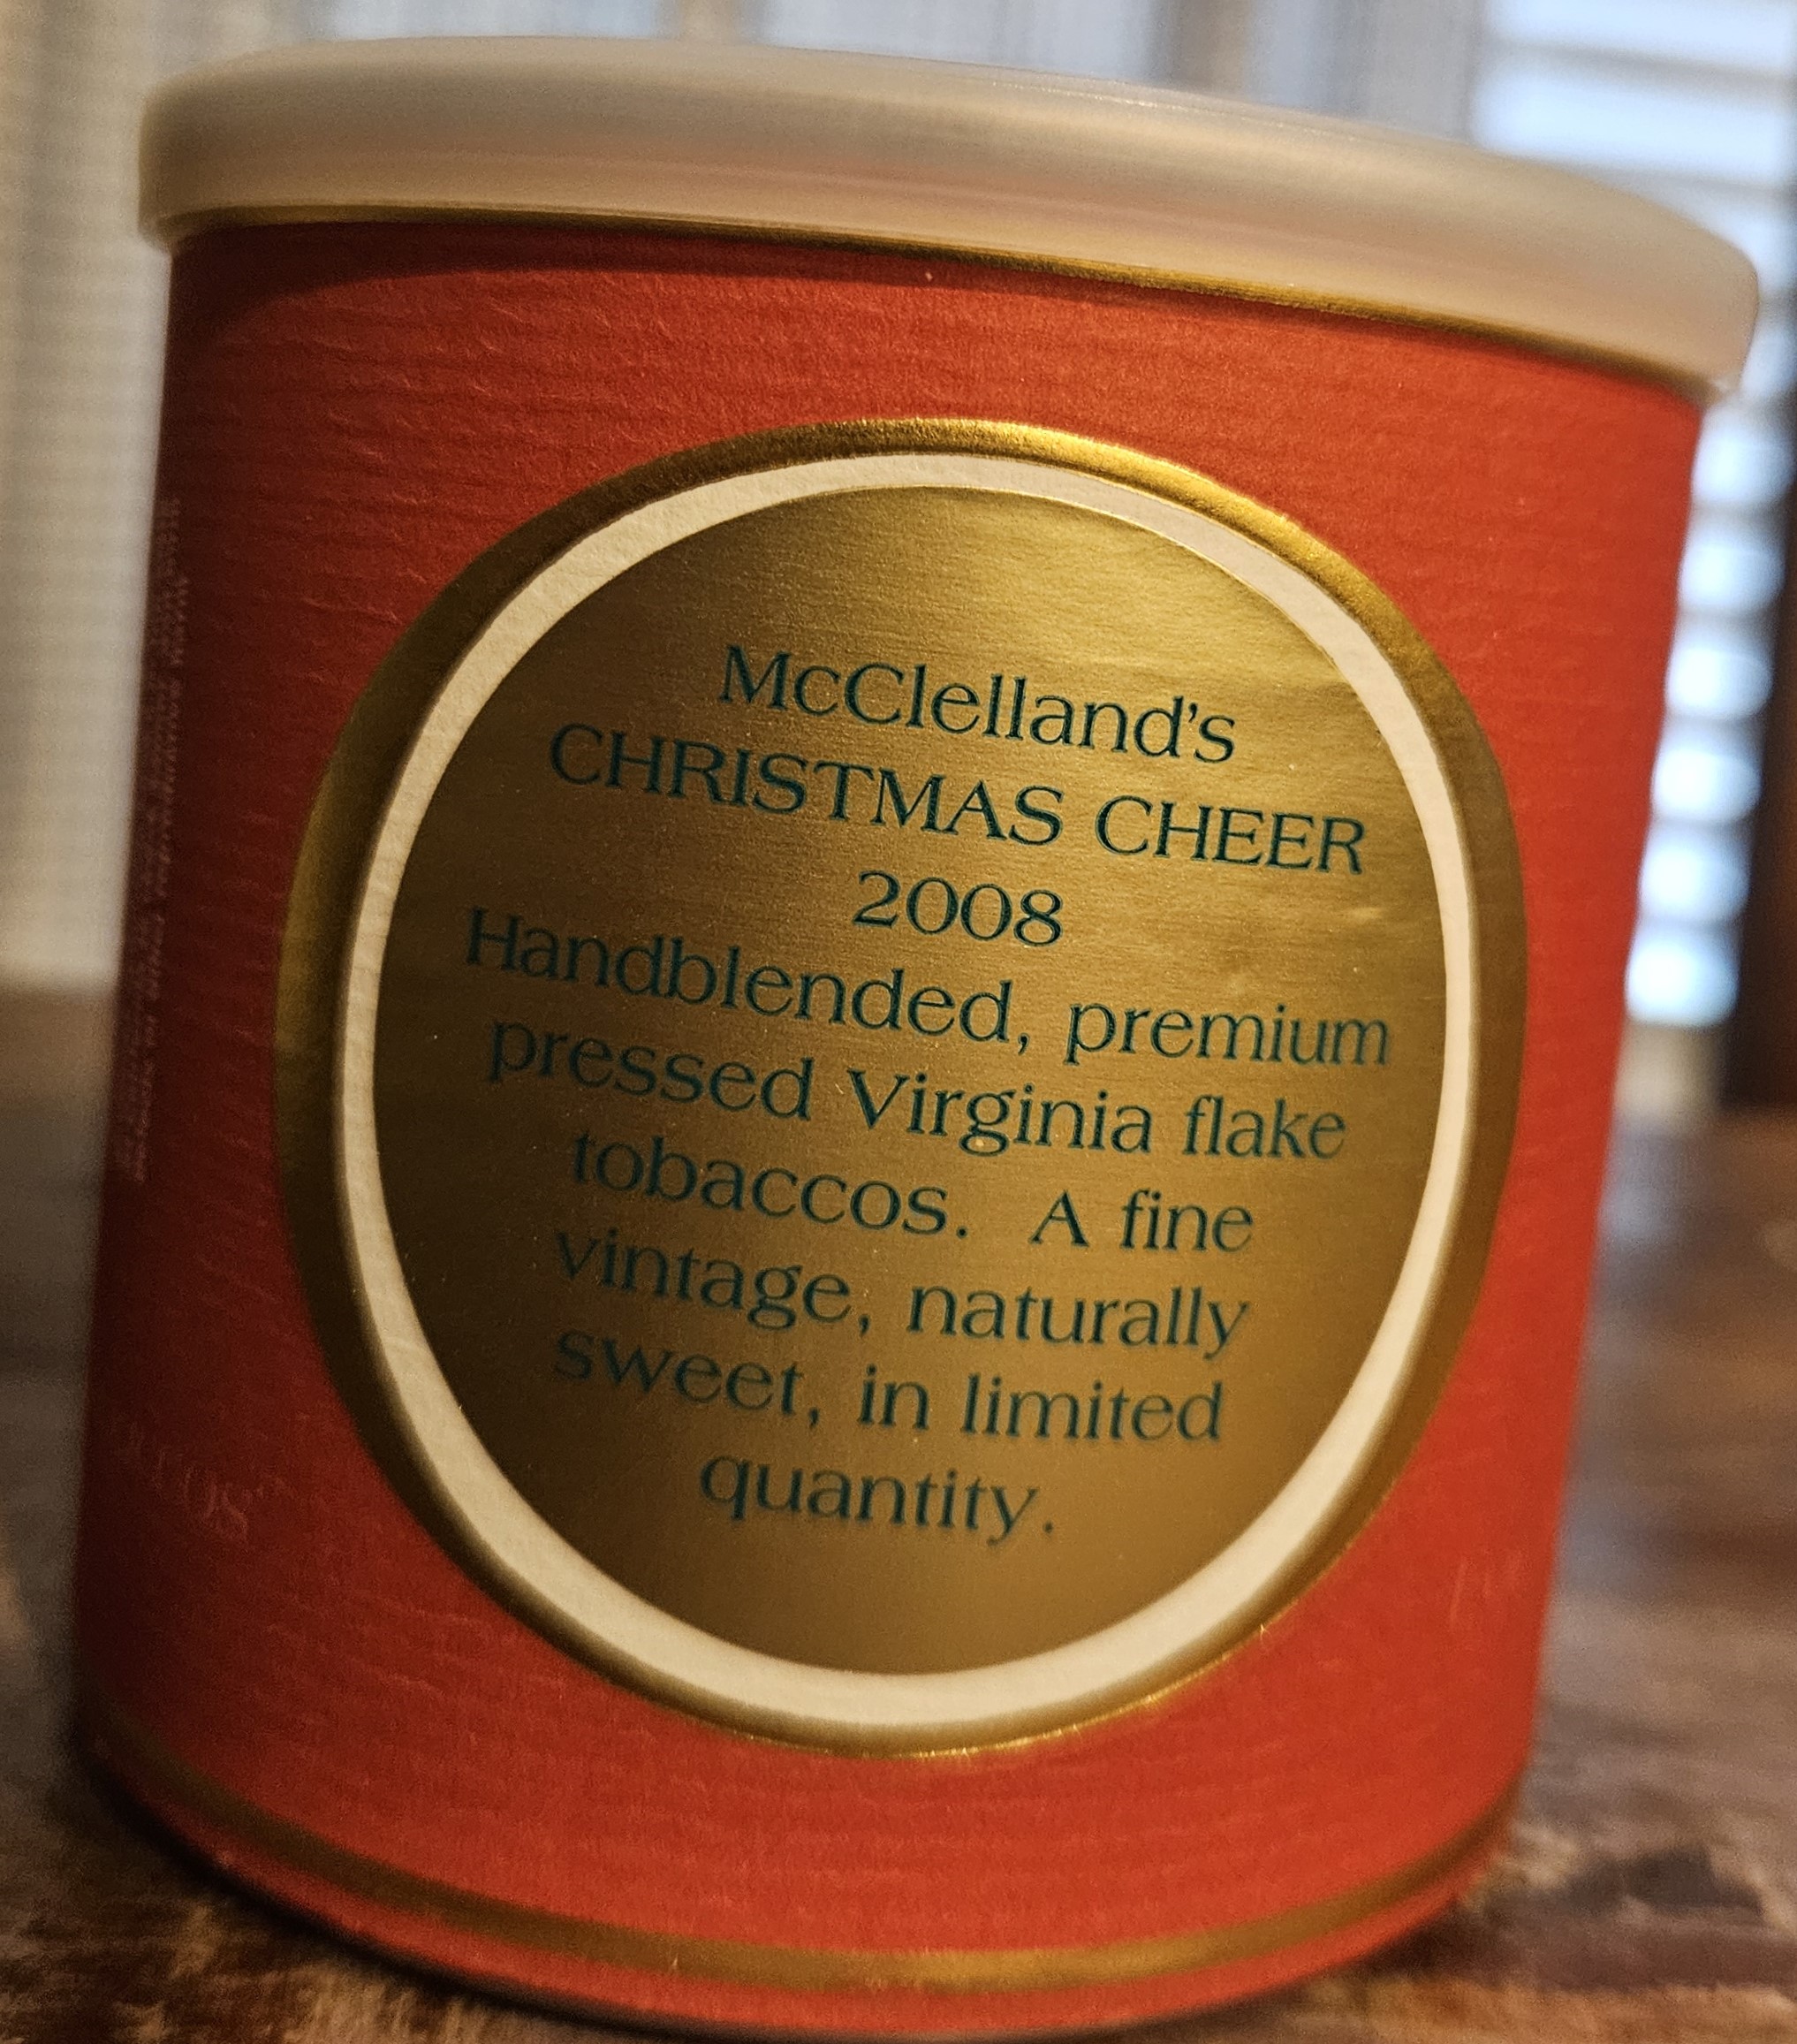 McClelland's
CHRISTMAS CHEER
2008
Handblended, premium
pressed Virginia flake
tobaccos. A fine
vintage, naturally
sweet, in limited
quantity.